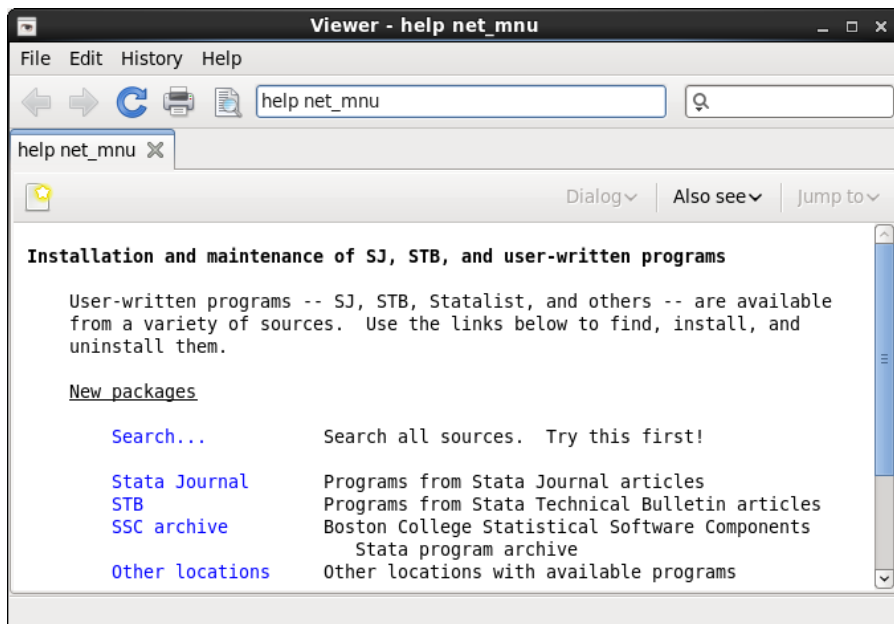 Viewer - help net_mnu
File Edit History Help
help net_mnu
help net_mnu
Dialog Also see Jump to
Installation and maintenance of SJ, STB, and user-written programs
User-written programs -- SJ, STB, Statalist, and others -- are available
from a variety of sources.  Use the links below to find, install, and
uninstall them.
New packages
Search... Search all sources.  Try this first!
Stata Journal Programs from Stata Journal articles
STB Programs from Stata Technical Bulletin articles
SSC archive Boston College Statistical Software Components
Stata program archive
Other locations Other locations with available programs